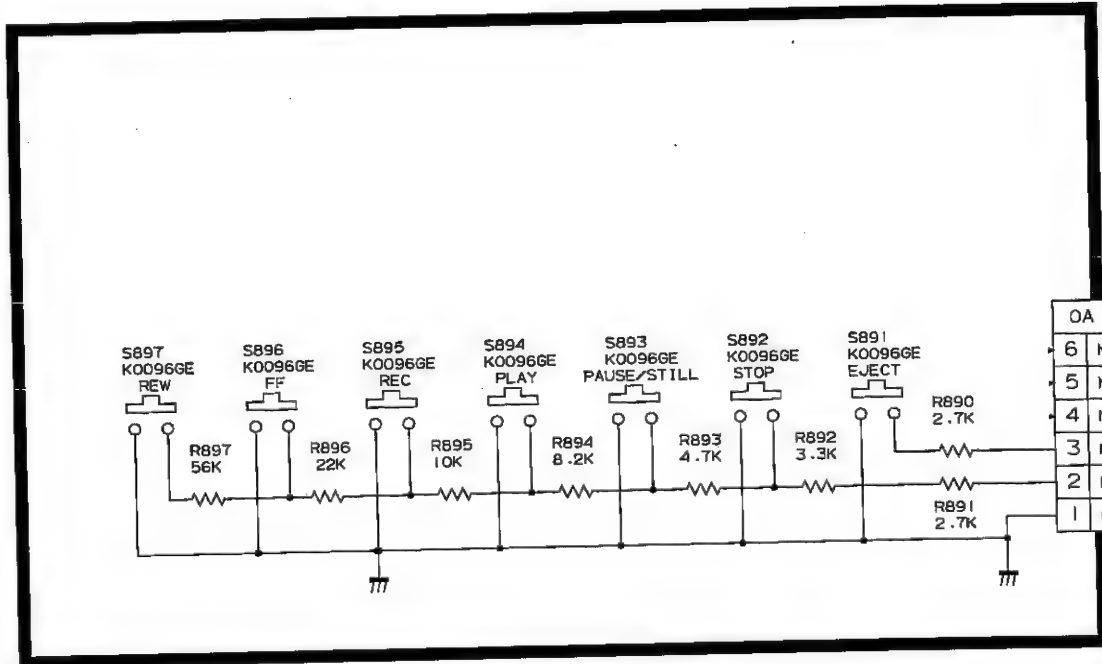 S897
K0096GE
REW
S896
K0096GE
FF
S895
K0096GE
REC
S894
K0096GE
PLAY
S893
K0096GE
PAUSE/STILL
S892
K0096GE
STOP
S891
K0096GE
EJECT
R897
56K
R896
22K
R895
10K
R894
8.2K
R893
4.7K
R892
3.3K
R890
2.7K
R891
2.7K
OA
6
5
4
3
2
1